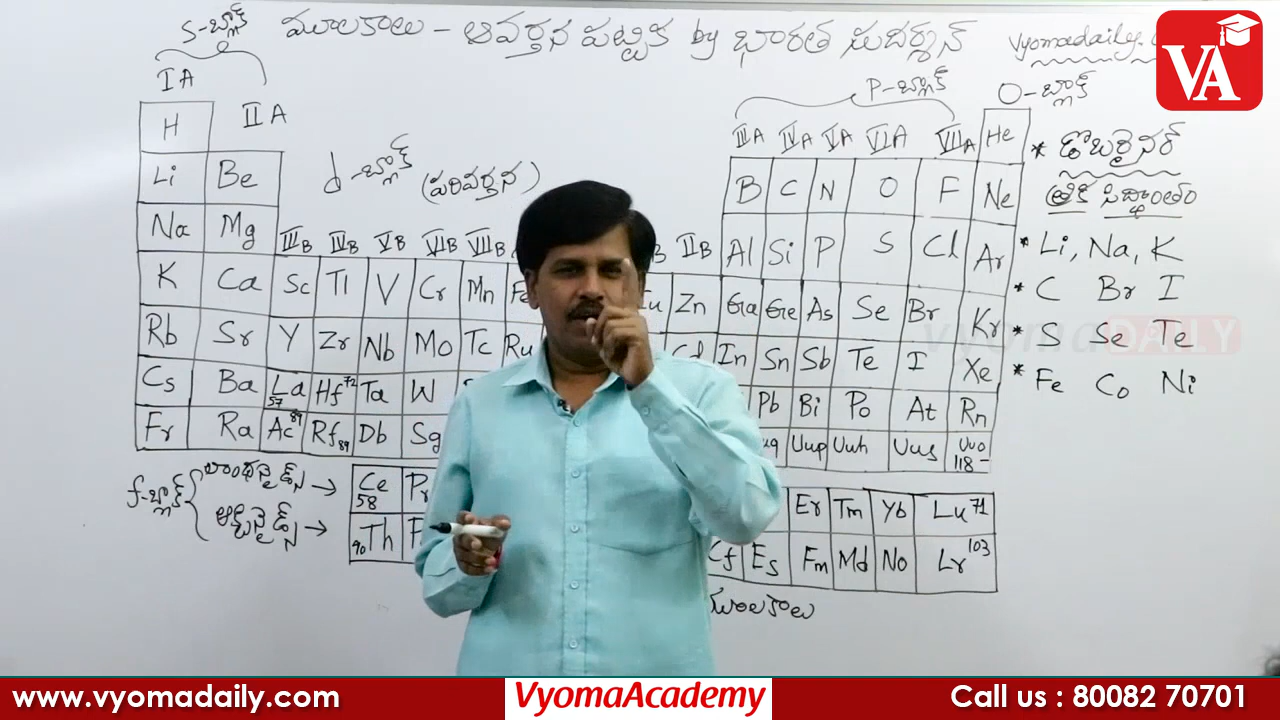 s-బ్లాక్ మూలకాలు - ఆవర్తన పట్టిక by భారత సుదర్శన్ vyomadaily.
VA
IA IIA
d-బ్లాక్ (పరివర్తన)
P-బ్లాక్ O-బ్లాక్
IIIA IVA VA VIA VIIA
H He
Li Be B C N O F Ne
Na Mg IIIB IVB VB VIB VIIB IIB Al Si P S Cl Ar
K Ca Sc TI V Cr Mn Fe Zn Ga Ge As Se Br Kr
Rb Sr Y Zr Nb Mo Tc Ru Cd In Sn Sb Te I Xe
Cs Ba La 57 Hf 72 Ta W Pb Bi Po At Rn
Fr Ra Ac 89 Rf 89 Db Sg Uup Uuh Uus Uuo 118 -
f-బ్లాక్
లాంథనైడ్స్ → Ce 58 Pr Er Tm Yb Lu 71
ఆక్టినైడ్స్ → 90 Th Cf Es Fm Md No Lr 103
మూలకాలు
* డొబరైనర్
త్రిక సిద్ధాంతం
* Li, Na, K
* C Br I
* S Se Te
* Fe Co Ni
vyomaDAILY
www.vyomadaily.com VyomaAcademy Call us : 80082 70701